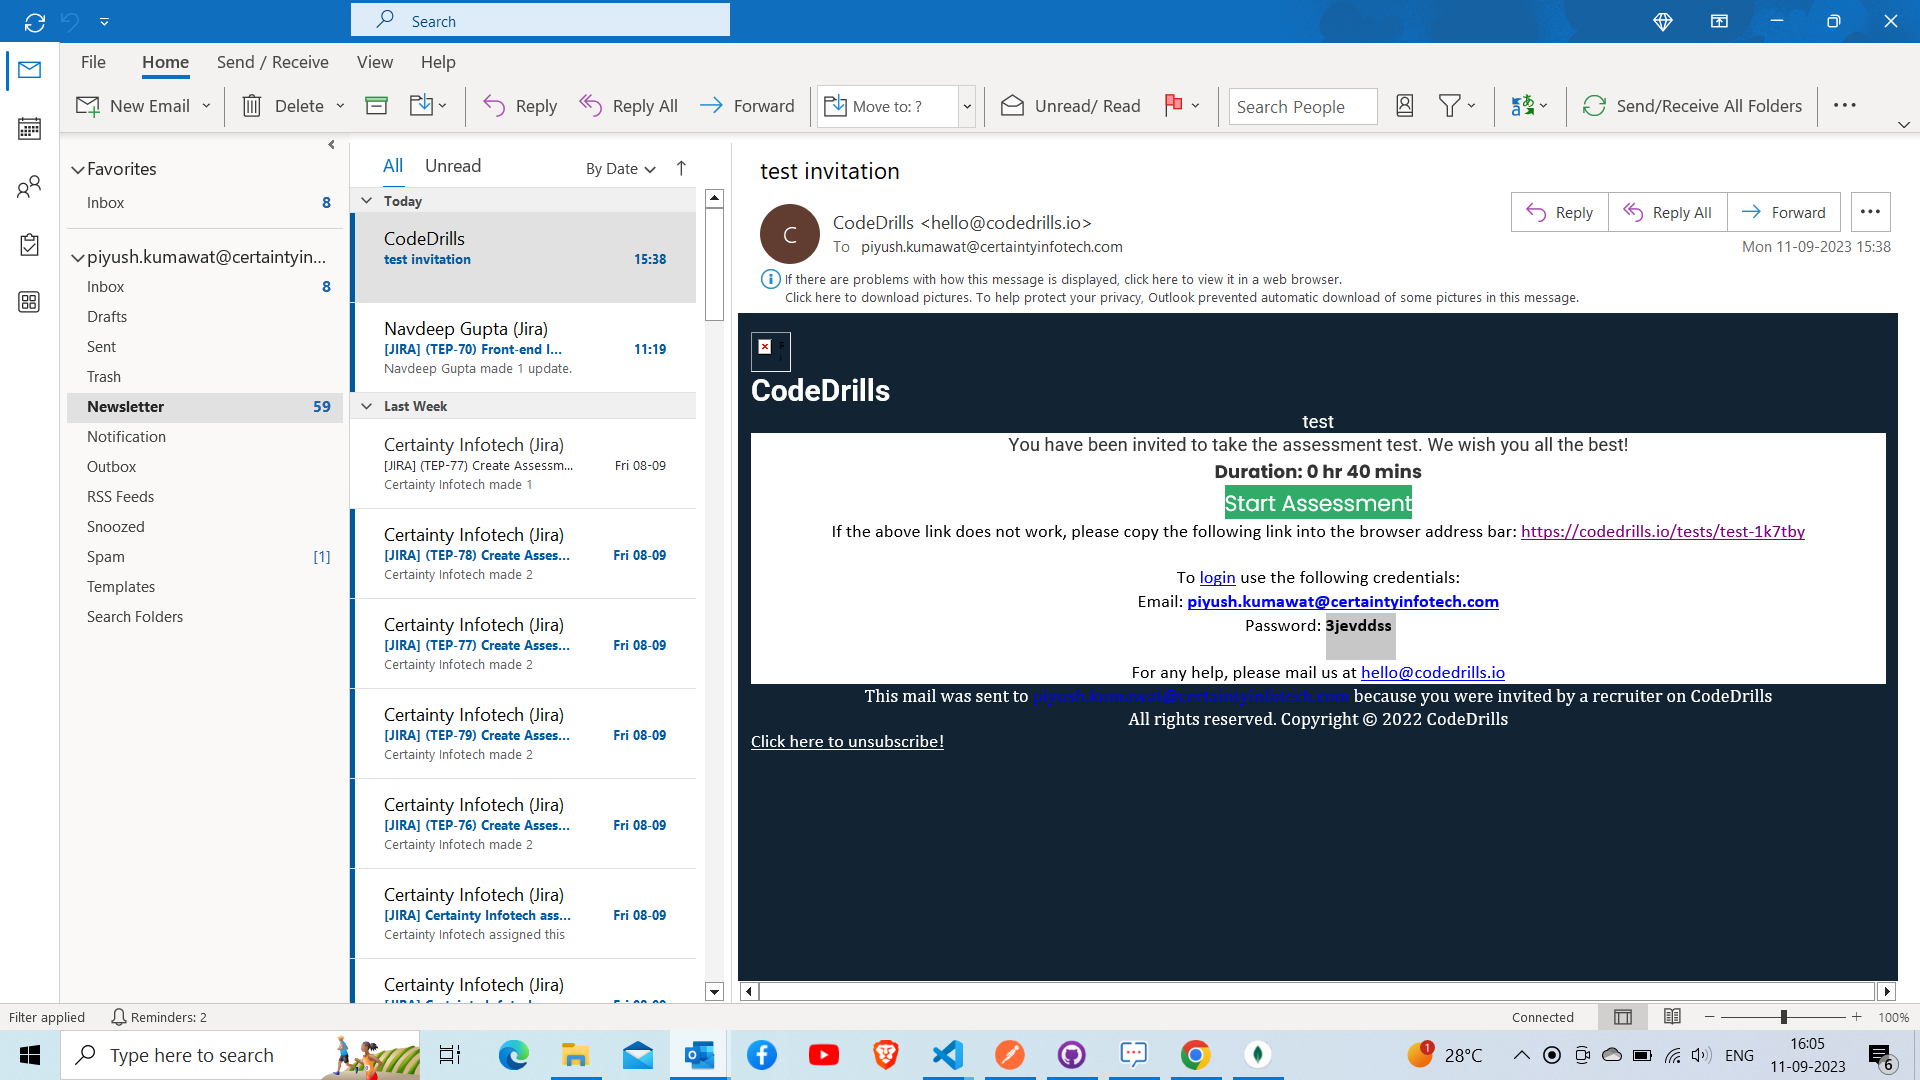 Search
File
Home
Send / Receive
View
Help
New Email
Delete
Reply
Reply All
Forward
Move to: ?
Unread/ Read
Search People
Send/Receive All Folders
Favorites
Inbox 8
piyush.kumawat@certaintyin...
Inbox 8
Drafts
Sent
Trash
Newsletter 59
Notification
Outbox
RSS Feeds
Snoozed
Spam [1]
Templates
Search Folders
All Unread By Date
Today
CodeDrills
test invitation 15:38
Navdeep Gupta (Jira)
[JIRA] (TEP-70) Front-end I... 11:19
Navdeep Gupta made 1 update.
Last Week
Certainty Infotech (Jira)
[JIRA] (TEP-77) Create Assessm... Fri 08-09
Certainty Infotech made 1
Certainty Infotech (Jira)
[JIRA] (TEP-78) Create Asses... Fri 08-09
Certainty Infotech made 2
Certainty Infotech (Jira)
[JIRA] (TEP-77) Create Asses... Fri 08-09
Certainty Infotech made 2
Certainty Infotech (Jira)
[JIRA] (TEP-79) Create Asses... Fri 08-09
Certainty Infotech made 2
Certainty Infotech (Jira)
[JIRA] (TEP-76) Create Asses... Fri 08-09
Certainty Infotech made 2
Certainty Infotech (Jira)
[JIRA] Certainty Infotech ass... Fri 08-09
Certainty Infotech assigned this
Certainty Infotech (Jira)
test invitation
C
CodeDrills <hello@codedrills.io>
To piyush.kumawat@certaintyinfotech.com
Reply
Reply All
Forward
Mon 11-09-2023 15:38
If there are problems with how this message is displayed, click here to view it in a web browser.
Click here to download pictures. To help protect your privacy, Outlook prevented automatic download of some pictures in this message.
CodeDrills
test
You have been invited to take the assessment test. We wish you all the best!
Duration: 0 hr 40 mins
Start Assessment
If the above link does not work, please copy the following link into the browser address bar: https://codedrills.io/tests/test-1k7tby
To login use the following credentials:
Email: piyush.kumawat@certaintyinfotech.com
Password: 3jevddss
For any help, please mail us at hello@codedrills.io
This mail was sent to piyush.kumawat@certaintyinfotech.com because you were invited by a recruiter on CodeDrills
All rights reserved. Copyright © 2022 CodeDrills
Click here to unsubscribe!
Filter applied
Reminders: 2
Connected
100%
Type here to search
1
28°C
ENG
16:05
11-09-2023
6